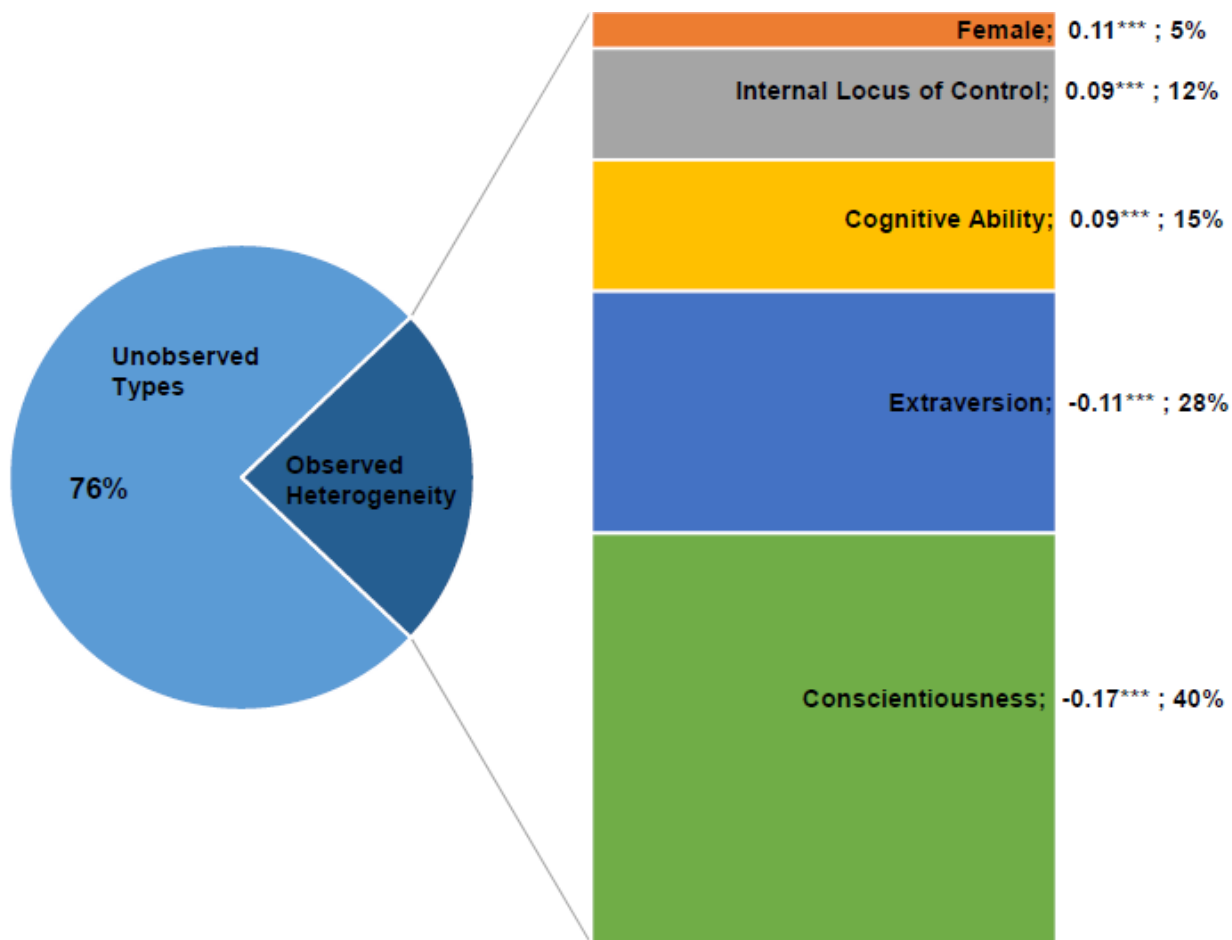 Female; 0.11*** ; 5%
Internal Locus of Control; 0.09*** ; 12%
Cognitive Ability; 0.09*** ; 15%
Extraversion; -0.11*** ; 28%
Conscientiousness; -0.17*** ; 40%
Unobserved
Types
76%
Observed
Heterogeneity